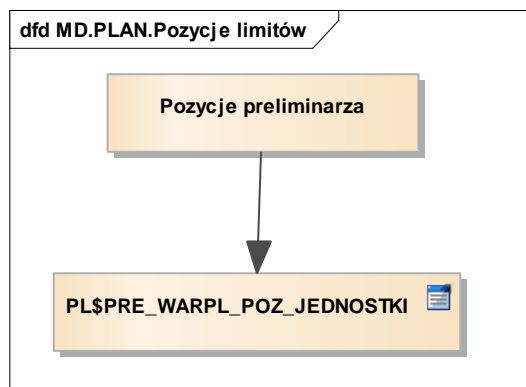 dfd MD.PLAN.Pozycje limitów
Pozycje preliminarza
PL$PRE_WARPL_POZ_JEDNOSTKI